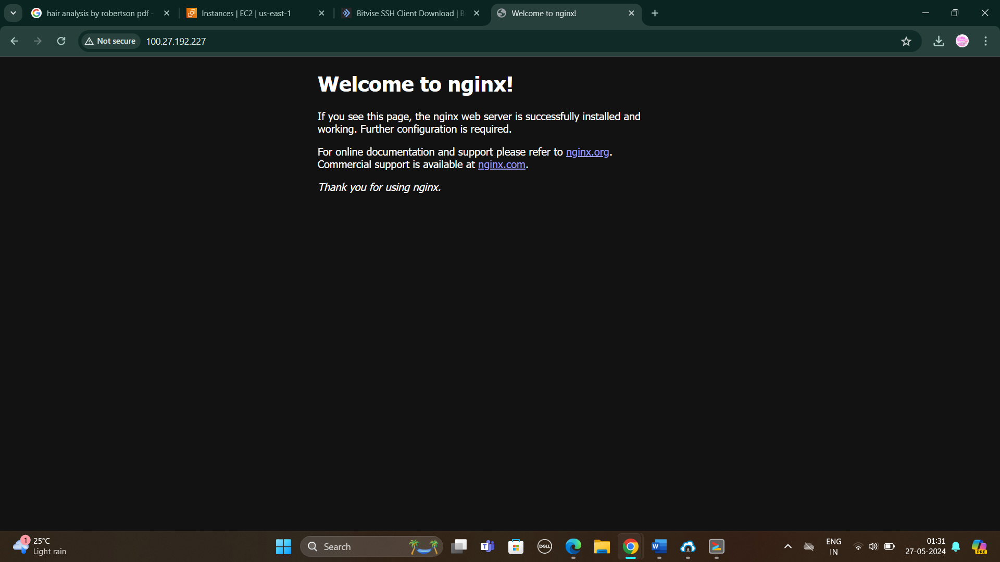 hair analysis by robertson pdf -
Instances | EC2 | us-east-1
Bitvise SSH Client Download | B
Welcome to nginx!
Not secure
100.27.192.227
Welcome to nginx!
If you see this page, the nginx web server is successfully installed and
working. Further configuration is required.
For online documentation and support please refer to nginx.org.
Commercial support is available at nginx.com.
Thank you for using nginx.
1
25°C
Light rain
Search
T
DELL
W
ENG
IN
01:31
27-05-2024
PRE